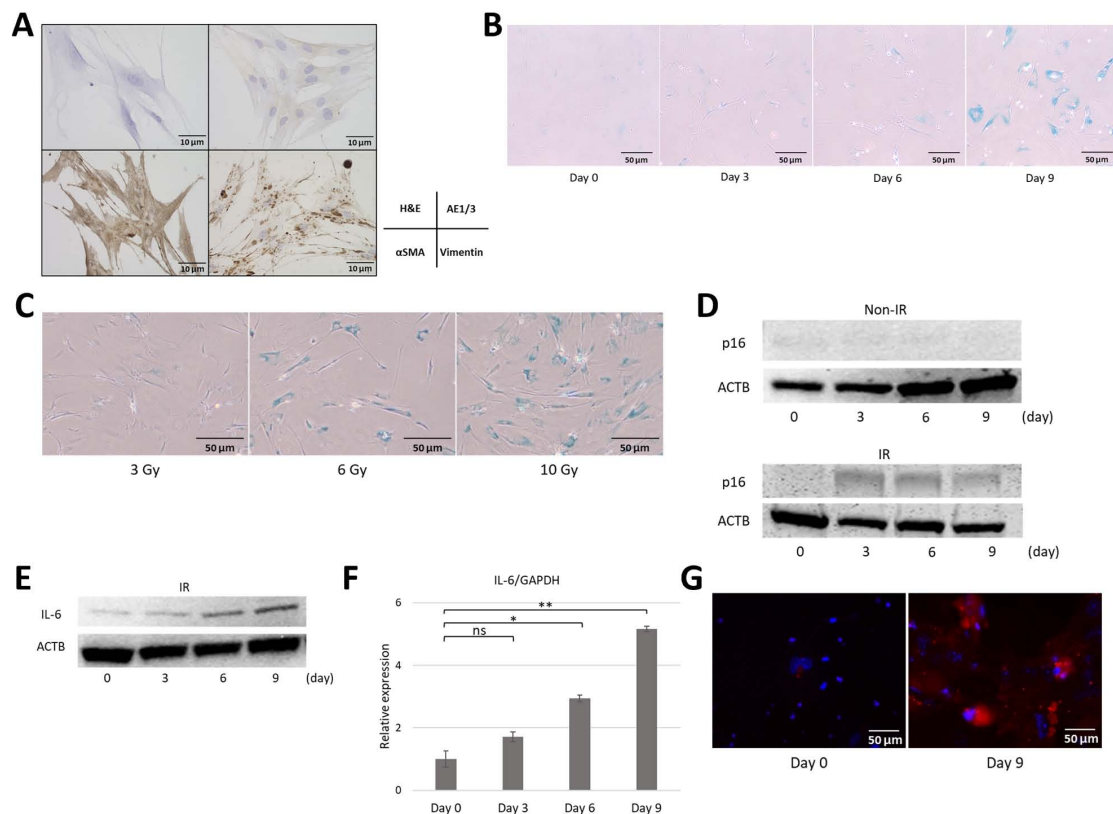 A
10 μm
10 μm
10 μm
10 μm
H&E
AE1/3
αSMA
Vimentin
B
50 μm
50 μm
50 μm
50 μm
Day 0
Day 3
Day 6
Day 9
C
50 μm
50 μm
50 μm
3 Gy
6 Gy
10 Gy
D
Non-IR
p16
ACTB
0 3 6 9 (day)
IR
p16
ACTB
0 3 6 9 (day)
E
IR
IL-6
ACTB
0 3 6 9 (day)
F
IL-6/GAPDH
Relative expression
6
4
2
0
**
*
ns
Day 0 Day 3 Day 6 Day 9
G
50 μm
50 μm
Day 0
Day 9